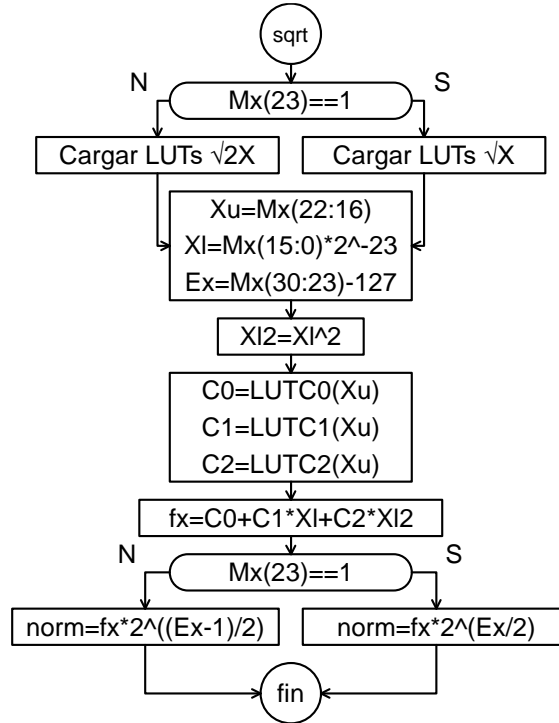 sqrt
N
S
Mx(23)==1
Cargar LUTs √2X
Cargar LUTs √X
Xu=Mx(22:16)
Xl=Mx(15:0)*2^-23
Ex=Mx(30:23)-127
Xl2=Xl^2
C0=LUTC0(Xu)
C1=LUTC1(Xu)
C2=LUTC2(Xu)
fx=C0+C1*Xl+C2*Xl2
N
S
Mx(23)==1
norm=fx*2^((Ex-1)/2)
norm=fx*2^(Ex/2)
fin